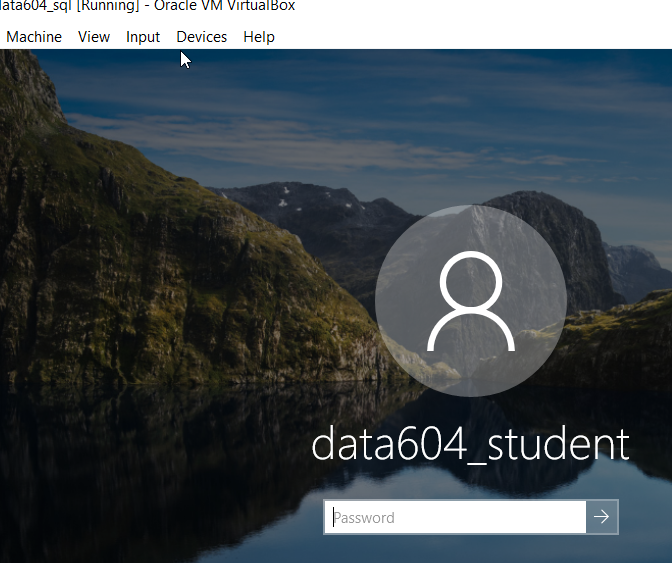 data604_sql [Running] - Oracle VM VirtualBox
Machine View Input Devices Help
data604_student
Password